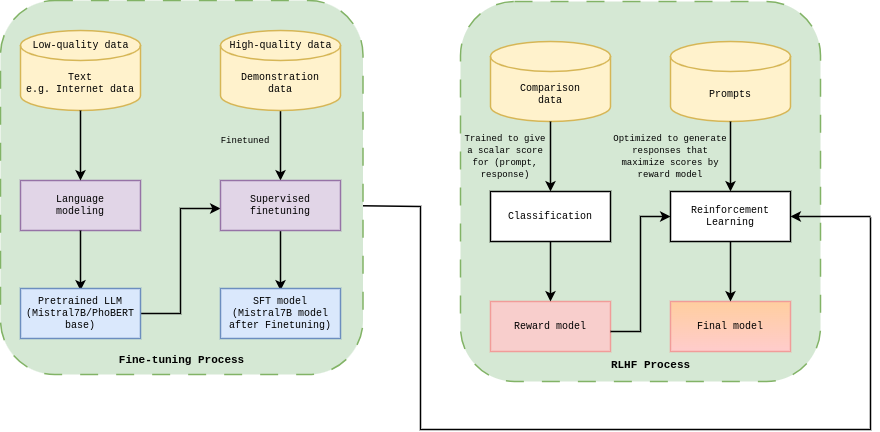 Low-quality data
Text
e.g. Internet data
High-quality data
Demonstration
data
Finetuned
Language
modeling
Supervised
finetuning
Pretrained LLM
(Mistral7B/PhoBERT
base)
SFT model
(Mistral7B model
after Finetuning)
Fine-tuning Process
Comparison
data
Prompts
Trained to give
a scalar score
for (prompt,
response)
Optimized to generate
responses that
maximize scores by
reward model
Classification
Reinforcement
Learning
Reward model
Final model
RLHF Process